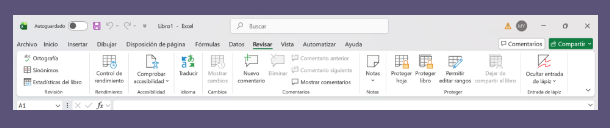 Autoguardado Libro1 - Excel Buscar
Archivo Inicio Insertar Dibujar Disposición de página Fórmulas Datos Revisar Vista Automatizar Ayuda Comentarios Compartir
Ortografía
Sinónimos
Estadísticas del libro
Revisión
Control de rendimiento
Rendimiento
Comprobar accesibilidad
Accesibilidad
Traducir
Idioma
Mostrar cambios
Cambios
Nuevo comentario
Eliminar
Comentario anterior
Comentario siguiente
Mostrar comentarios
Comentarios
Notas
Notas
Proteger hoja
Proteger libro
Permitir editar rangos
Dejar de compartir el libro
Proteger
Ocultar entrada de lápiz
Entrada de lápiz
A1 fx